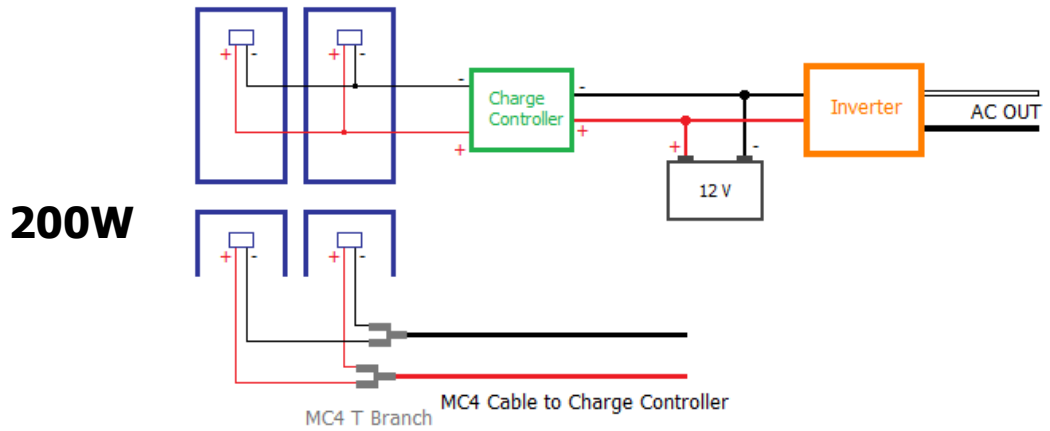 + - + -
-
Charge
Controller
-
+
+
Inverter
AC OUT
+ -
12 V
200W
+ - + -
MC4 Cable to Charge Controller
MC4 T Branch